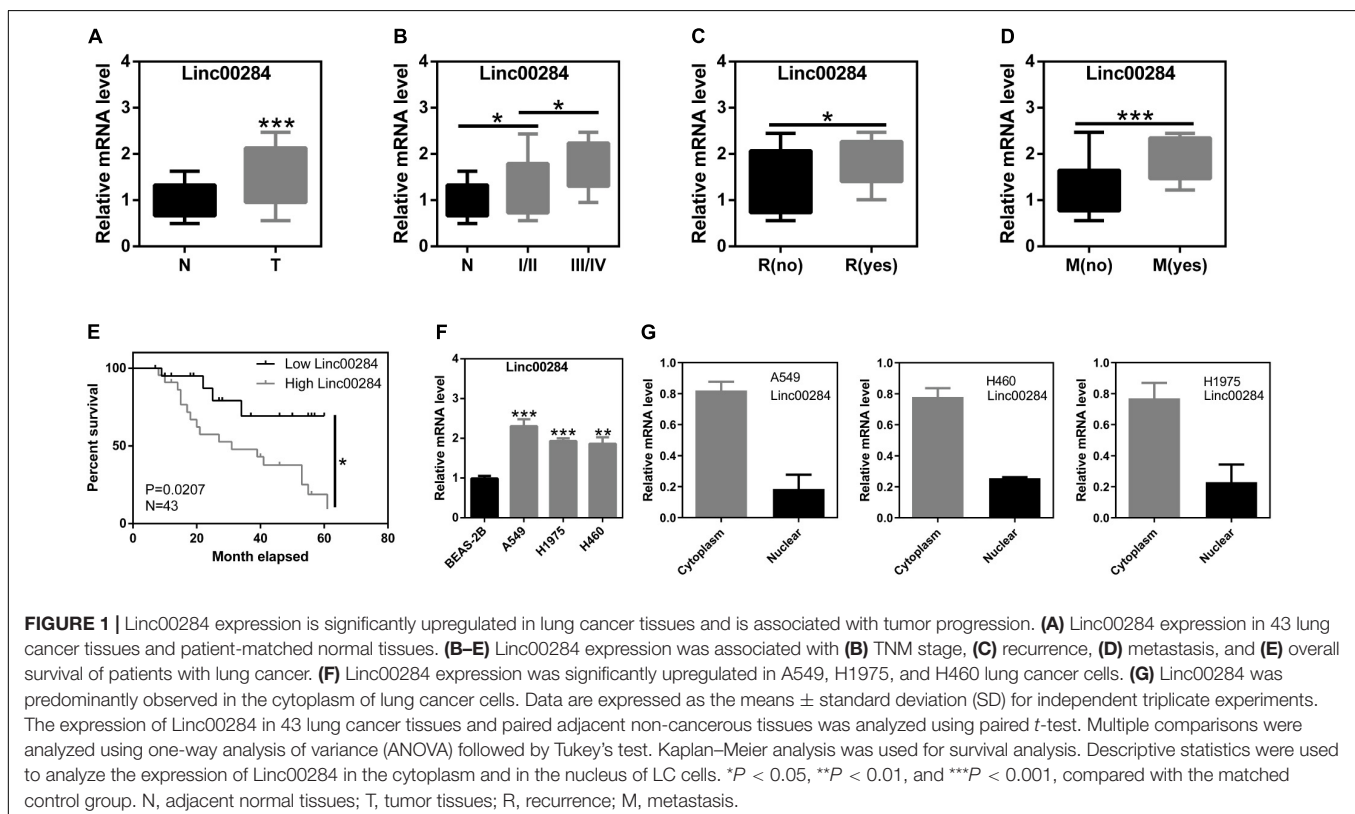 A
Linc00284
Relative mRNA level
4
3
2
1
0
***
N
T
B
Linc00284
Relative mRNA level
4
3
2
1
0
*
*
N
I/II
III/IV
C
Linc00284
Relative mRNA level
4
3
2
1
0
*
R(no)
R(yes)
D
Linc00284
Relative mRNA level
4
3
2
1
0
***
M(no)
M(yes)
E
Percent survival
100
50
0
Low Linc00284
High Linc00284
*
P=0.0207
N=43
0
20
40
60
80
Month elapsed
F
Linc00284
Relative mRNA level
4
3
2
1
0
***
***
**
BEAS-2B
A549
H1975
H460
G
Relative mRNA level
1.0
0.8
0.6
0.4
0.2
0.0
A549
Linc00284
Cytoplasm
Nuclear
Relative mRNA level
1.0
0.8
0.6
0.4
0.2
0.0
H460
Linc00284
Cytoplasm
Nuclear
Relative mRNA level
0.8
0.6
0.4
0.2
0.0
H1975
Linc00284
Cytoplasm
Nuclear
FIGURE 1 | Linc00284 expression is significantly upregulated in lung cancer tissues and is associated with tumor progression. (A) Linc00284 expression in 43 lung
cancer tissues and patient-matched normal tissues. (B–E) Linc00284 expression was associated with (B) TNM stage, (C) recurrence, (D) metastasis, and (E) overall
survival of patients with lung cancer. (F) Linc00284 expression was significantly upregulated in A549, H1975, and H460 lung cancer cells. (G) Linc00284 was
predominantly observed in the cytoplasm of lung cancer cells. Data are expressed as the means ± standard deviation (SD) for independent triplicate experiments.
The expression of Linc00284 in 43 lung cancer tissues and paired adjacent non-cancerous tissues was analyzed using paired t-test. Multiple comparisons were
analyzed using one-way analysis of variance (ANOVA) followed by Tukey's test. Kaplan–Meier analysis was used for survival analysis. Descriptive statistics were used
to analyze the expression of Linc00284 in the cytoplasm and in the nucleus of LC cells. *P < 0.05, **P < 0.01, and ***P < 0.001, compared with the matched
control group. N, adjacent normal tissues; T, tumor tissues; R, recurrence; M, metastasis.